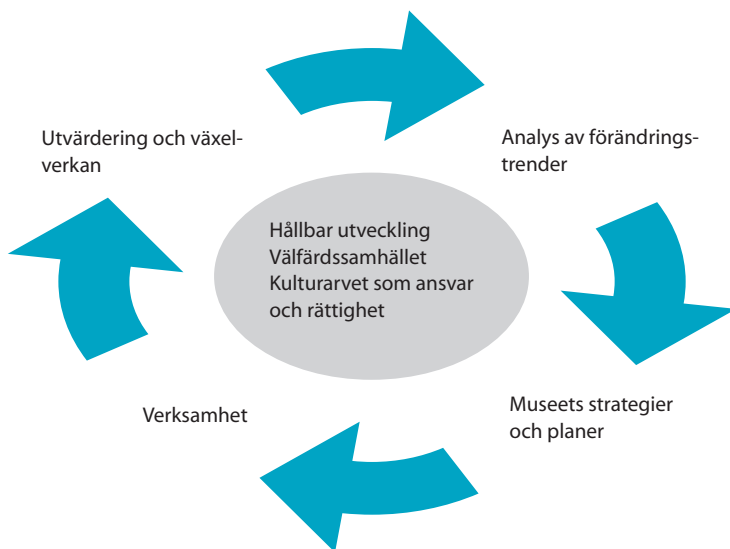 Utvärdering och växel-
verkan
Analys av förändrings-
trender
Hållbar utveckling
Välfärdssamhället
Kulturarvet som ansvar
och rättighet
Verksamhet
Museets strategier
och planer